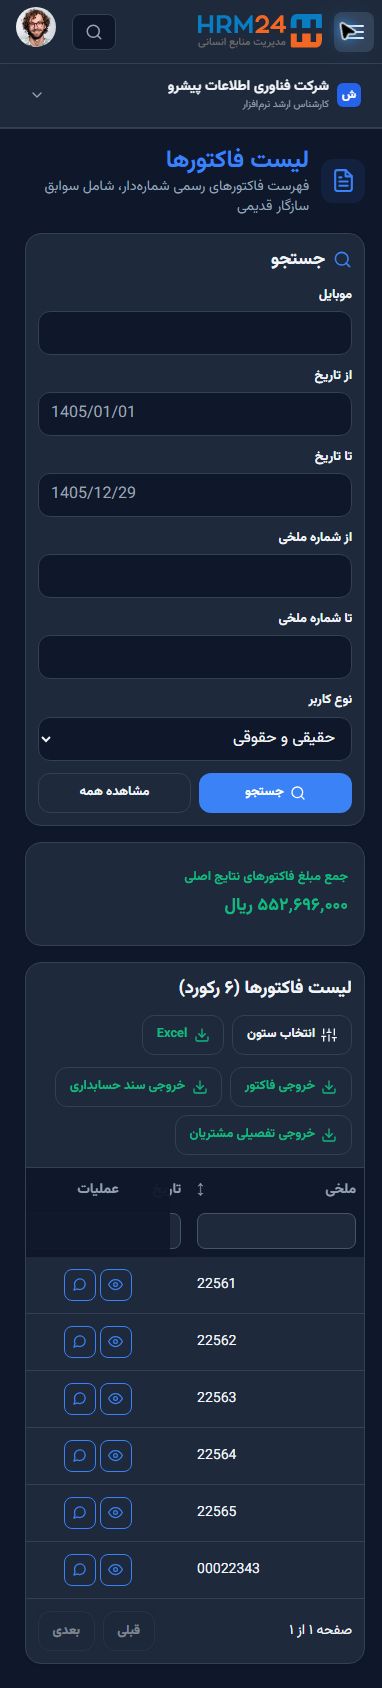 HRM24
مدیریت منابع انسانی
ش
شرکت فناوری اطلاعات پیشرو
کارشناس ارشد نرم‌افزار
لیست فاکتورها
فهرست فاکتورهای رسمی شماره‌دار، شامل سوابق
سازگار قدیمی
جستجو
موبایل
از تاریخ
1405/01/01
تا تاریخ
1405/12/29
از شماره ملخی
تا شماره ملخی
نوع کاربر
حقیقی و حقوقی
جستجو
مشاهده همه
جمع مبلغ فاکتورهای نتایج اصلی
۵۵۲,۶۹۶,۰۰۰ ریال
لیست فاکتورها (۶ رکورد)
انتخاب ستون
Excel
خروجی فاکتور
خروجی سند حسابداری
خروجی تفصیلی مشتریان
ملخی تاریخ عملیات
22561
22562
22563
22564
22565
00022343
صفحه ۱ از ۱
قبلی
بعدی